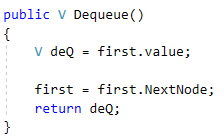 public V Dequeue()
{
V deQ = first.value;
first = first.NextNode;
return deQ;
}